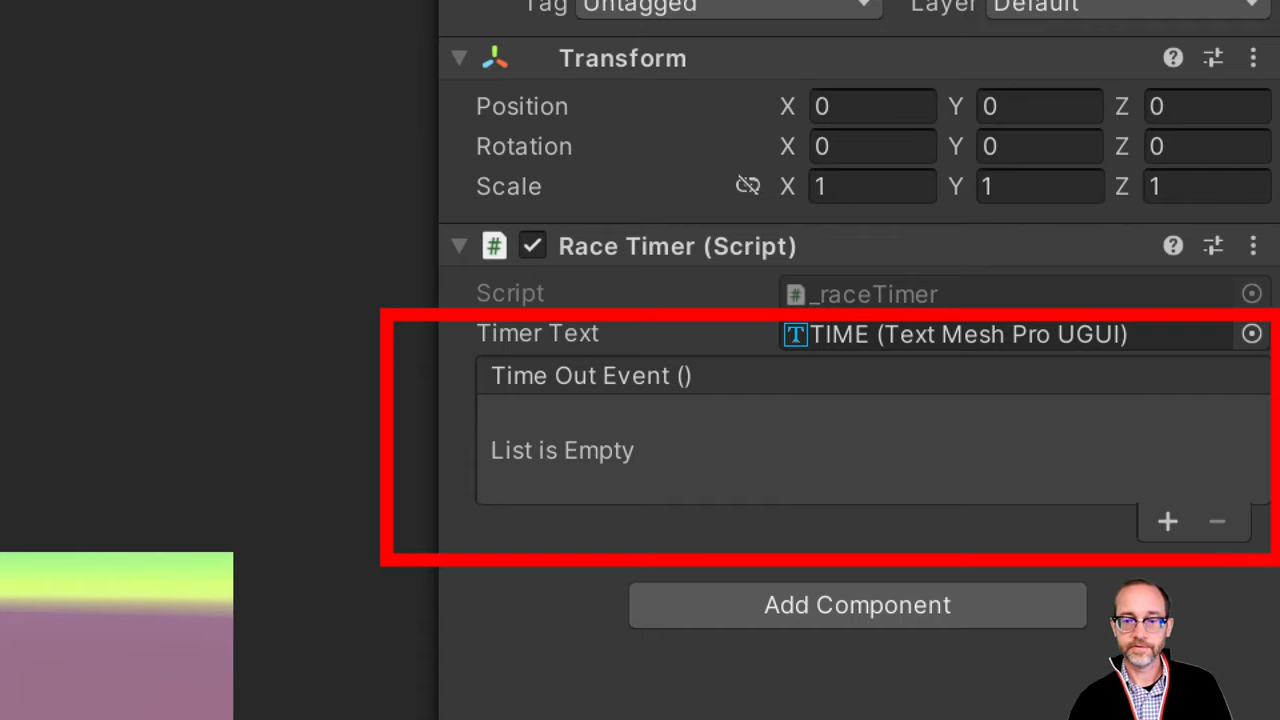 Tag Untagged Layer Default
Transform
Position X 0 Y 0 Z 0
Rotation X 0 Y 0 Z 0
Scale X 1 Y 1 Z 1
# Race Timer (Script)
Script # _raceTimer
Timer Text T TIME (Text Mesh Pro UGUI)
Time Out Event ()
List is Empty
+ −
Add Component